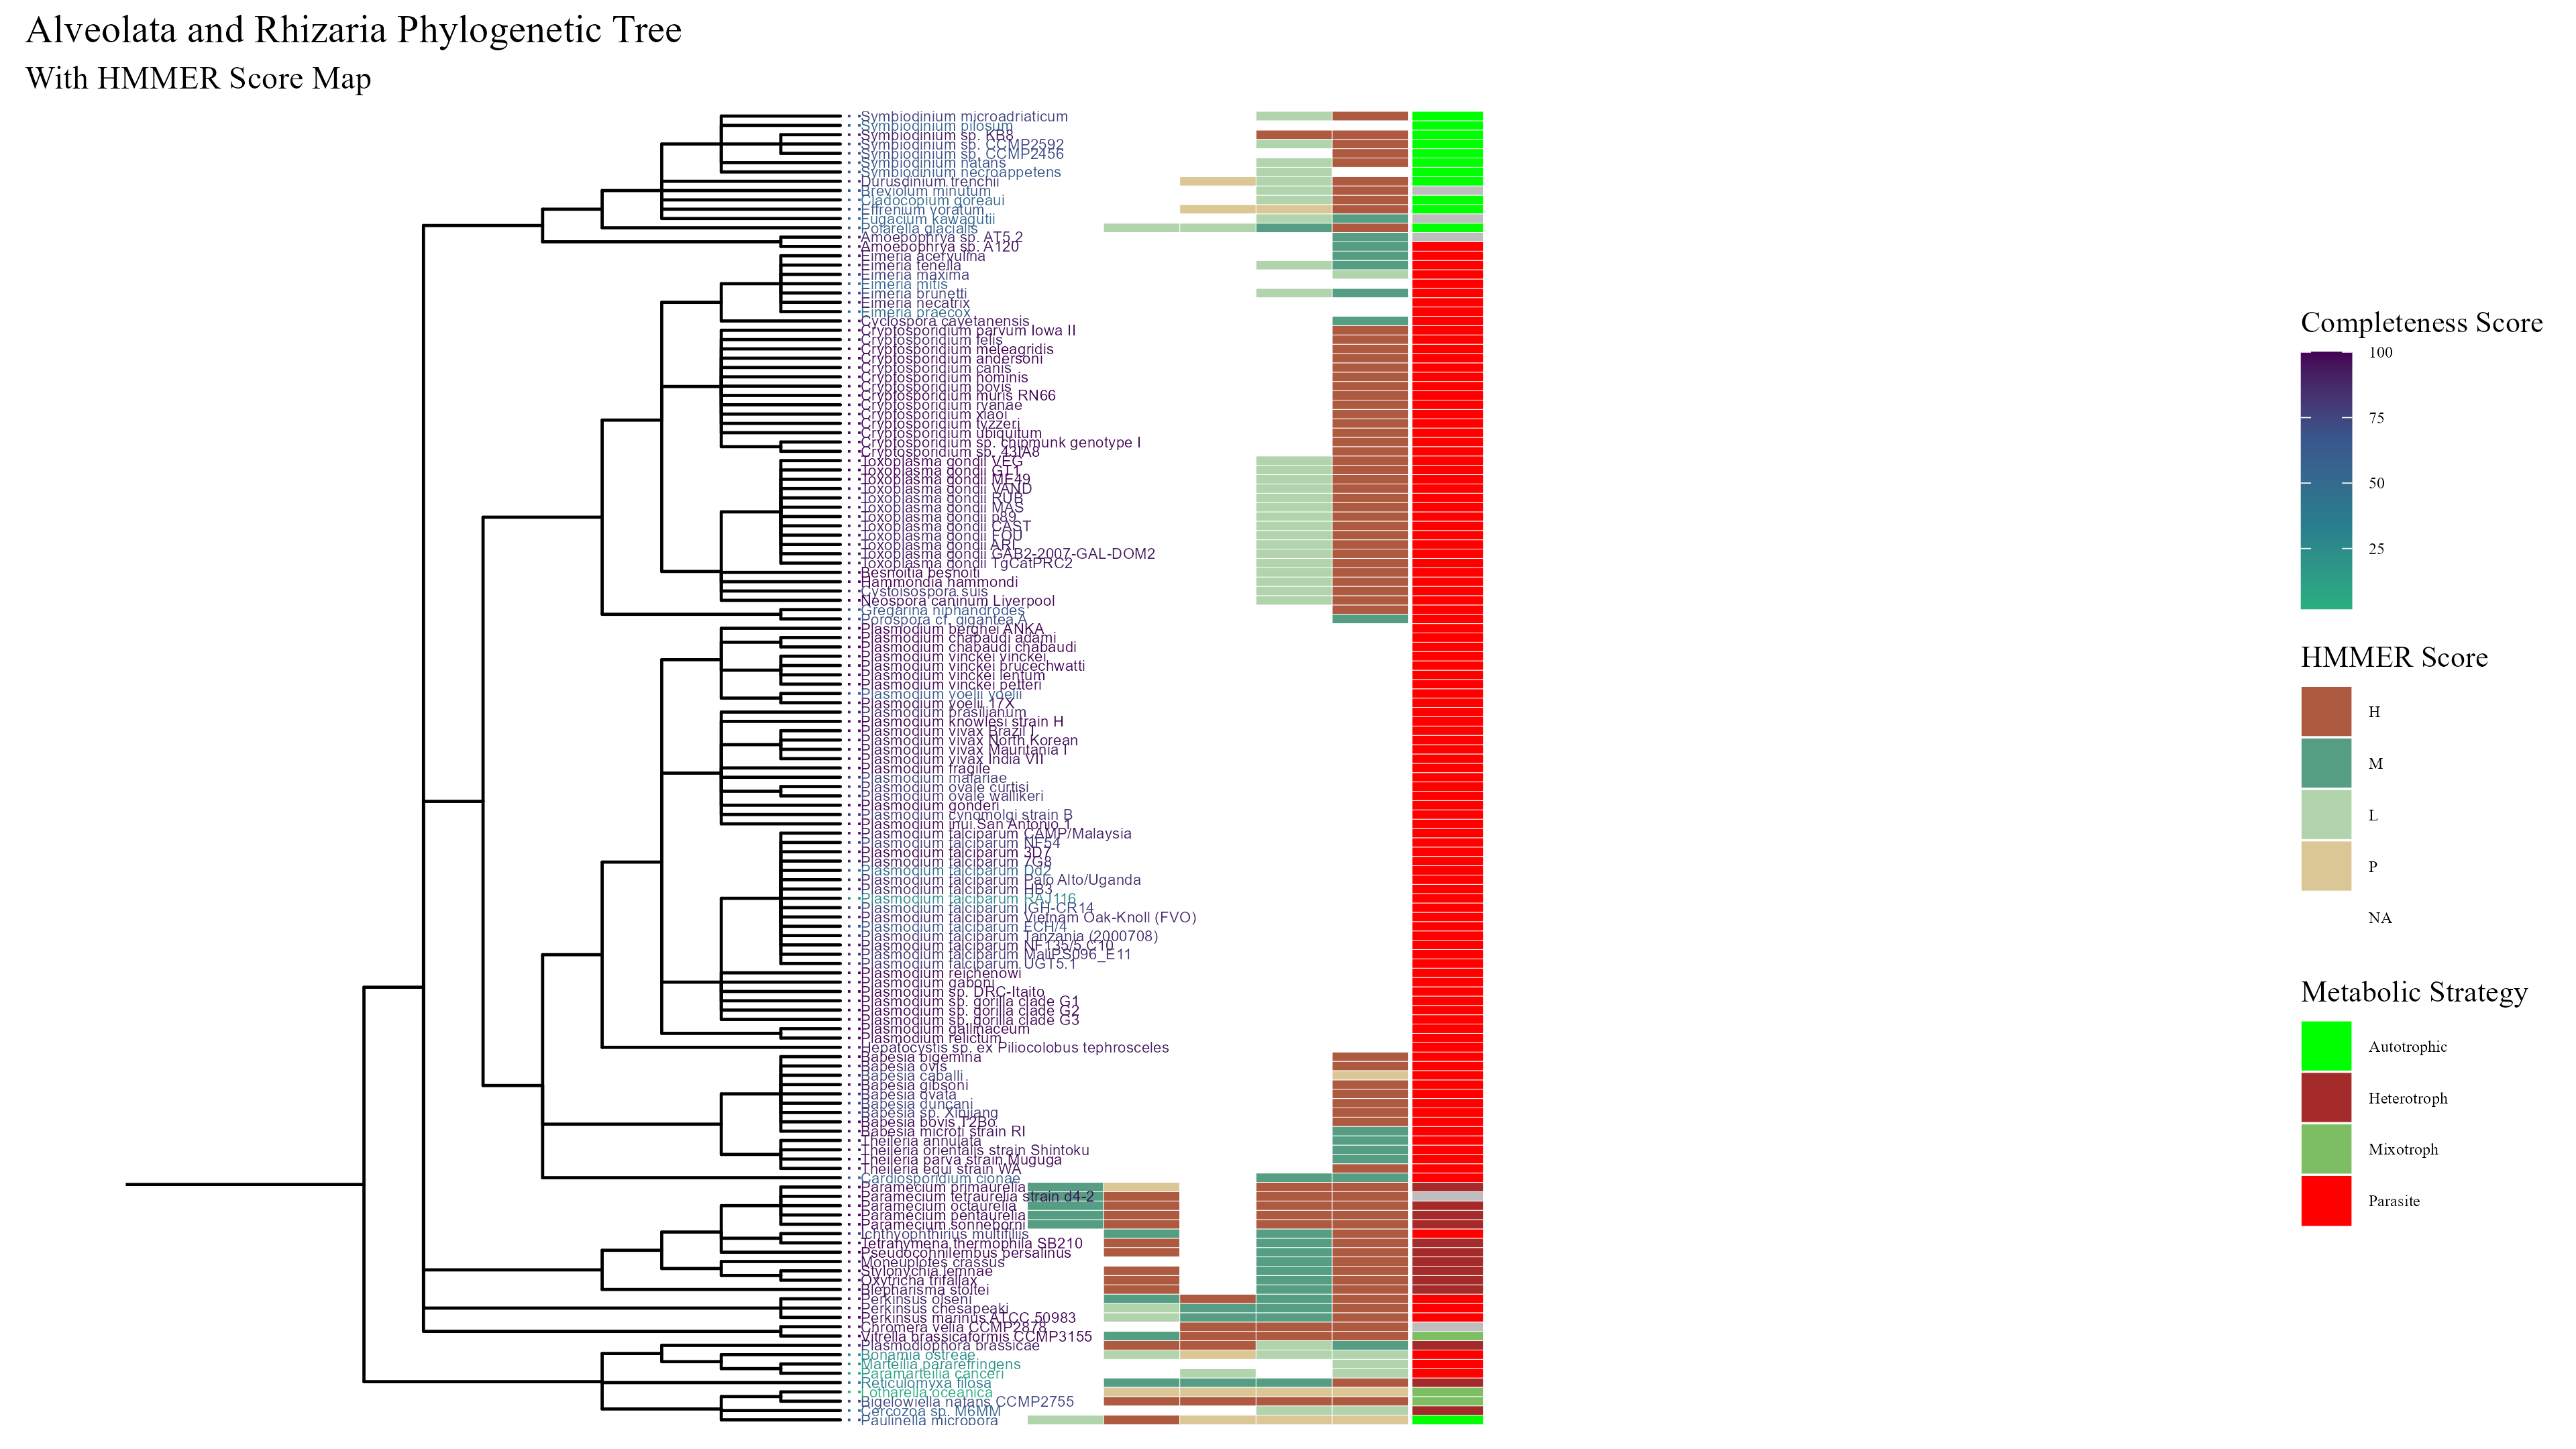 Alveolata and Rhizaria Phylogenetic Tree
With HMMER Score Map
Symbiodinium microadriaticum
Symbiodinium pilosum
Symbiodinium sp. KB8
Symbiodinium sp. CCMP2592
Symbiodinium sp. CCMP2456
Symbiodinium natans
Symbiodinium necroappetens
Durusdinium trenchii
Breviolum minutum
Cladocopium goreaui
Effrenium voratum
Fugacium kawagutii
Polarella glacialis
Amoebophrya sp. AT5.2
Amoebophrya sp. A120
Eimeria acervulina
Eimeria tenella
Eimeria maxima
Eimeria mitis
Eimeria brunetti
Eimeria necatrix
Eimeria praecox
Cyclospora cayetanensis
Cryptosporidium parvum Iowa II
Cryptosporidium felis
Cryptosporidium meleagridis
Cryptosporidium andersoni
Cryptosporidium canis
Cryptosporidium hominis
Cryptosporidium bovis
Cryptosporidium muris RN66
Cryptosporidium ryanae
Cryptosporidium xiaoi
Cryptosporidium tyzzeri
Cryptosporidium ubiquitum
Cryptosporidium sp. chipmunk genotype I
Cryptosporidium sp. 43IA8
Toxoplasma gondii VEG
Toxoplasma gondii GT1
Toxoplasma gondii ME49
Toxoplasma gondii VAND
Toxoplasma gondii RUB
Toxoplasma gondii MAS
Toxoplasma gondii p89
Toxoplasma gondii CAST
Toxoplasma gondii FOU
Toxoplasma gondii ARI
Toxoplasma gondii GAB2-2007-GAL-DOM2
Toxoplasma gondii TgCatPRC2
Besnoitia besnoiti
Hammondia hammondi
Cystoisospora suis
Neospora caninum Liverpool
Gregarina niphandrodes
Porospora cf. gigantea A
Plasmodium berghei ANKA
Plasmodium chabaudi adami
Plasmodium chabaudi chabaudi
Plasmodium vinckei vinckei
Plasmodium vinckei brucechwatti
Plasmodium vinckei lentum
Plasmodium vinckei petteri
Plasmodium yoelii yoelii
Plasmodium yoelii 17X
Plasmodium brasilianum
Plasmodium knowlesi strain H
Plasmodium vivax Brazil I
Plasmodium vivax North Korean
Plasmodium vivax Mauritania I
Plasmodium vivax India VII
Plasmodium fragile
Plasmodium malariae
Plasmodium ovale curtisi
Plasmodium ovale wallikeri
Plasmodium gonderi
Plasmodium cynomolgi strain B
Plasmodium inui San Antonio 1
Plasmodium falciparum CAMP/Malaysia
Plasmodium falciparum NF54
Plasmodium falciparum 3D7
Plasmodium falciparum 7G8
Plasmodium falciparum Dd2
Plasmodium falciparum Palo Alto/Uganda
Plasmodium falciparum HB3
Plasmodium falciparum RAJ116
Plasmodium falciparum IGH-CR14
Plasmodium falciparum Vietnam Oak-Knoll (FVO)
Plasmodium falciparum FCH/4
Plasmodium falciparum Tanzania (2000708)
Plasmodium falciparum NF135/5.C10
Plasmodium falciparum MaliPS096_E11
Plasmodium falciparum UGT5.1
Plasmodium reichenowi
Plasmodium gaboni
Plasmodium sp. DRC-Itaito
Plasmodium sp. gorilla clade G1
Plasmodium sp. gorilla clade G2
Plasmodium sp. gorilla clade G3
Plasmodium gallinaceum
Plasmodium relictum
Hepatocystis sp. ex Piliocolobus tephrosceles
Babesia bigemina
Babesia ovis
Babesia caballi
Babesia gibsoni
Babesia ovata
Babesia duncani
Babesia sp. Xinjiang
Babesia bovis T2Bo
Babesia microti strain RI
Theileria annulata
Theileria orientalis strain Shintoku
Theileria parva strain Muguga
Theileria equi strain WA
Cardiosporidium cionae
Paramecium primaurelia
Paramecium tetraurelia strain d4-2
Paramecium octaurelia
Paramecium pentaurelia
Paramecium sonneborni
Ichthyophthirius multifiliis
Tetrahymena thermophila SB210
Pseudocohnilembus persalinus
Moneuplotes crassus
Stylonychia lemnae
Oxytricha trifallax
Blepharisma stoltei
Perkinsus olseni
Perkinsus chesapeaki
Perkinsus marinus ATCC 50983
Chromera velia CCMP2878
Vitrella brassicaformis CCMP3155
Plasmodiophora brassicae
Bonamia ostreae
Marteilia pararefringens
Paramarteilia canceri
Reticulomyxa filosa
Lotharella oceanica
Bigelowiella natans CCMP2755
Cercozoa sp. M6MM
Paulinella micropora
Completeness Score
100
75
50
25
HMMER Score
H
M
L
P
NA
Metabolic Strategy
Autotrophic
Heterotroph
Mixotroph
Parasite